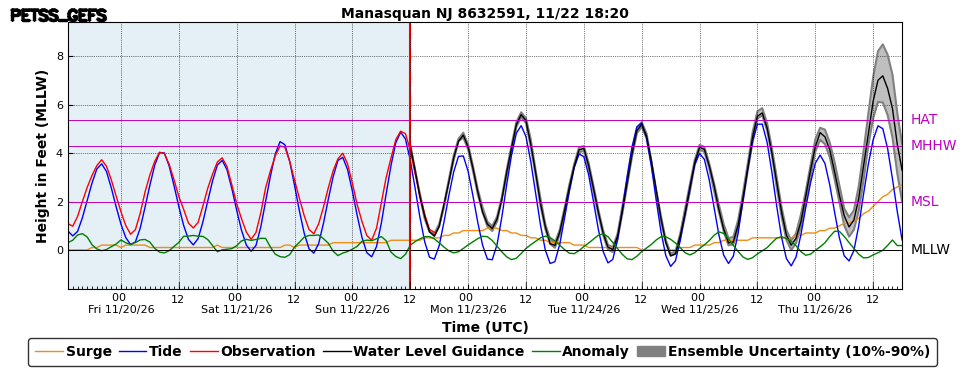 PETSS_GEFS
Manasquan NJ 8632591, 11/22 18:20
Height in Feet (MLLW)
8
6
4
2
0
HAT
MHHW
MSL
MLLW
00 12 00 12 00 12 00 12 00 12 00 12 00 12
Fri 11/20/26 Sat 11/21/26 Sun 11/22/26 Mon 11/23/26 Tue 11/24/26 Wed 11/25/26 Thu 11/26/26
Time (UTC)
Surge Tide Observation Water Level Guidance Anomaly Ensemble Uncertainty (10%-90%)